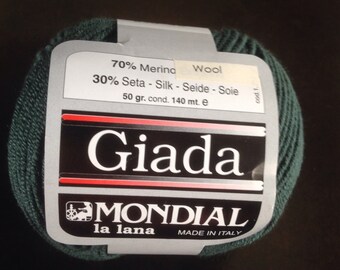 70% Merino Wool
30% Seta - Silk - Seide - Soie
50 gr. cond. 140 mt. e
Giada
MONDIAL
la lana
MADE IN ITALY